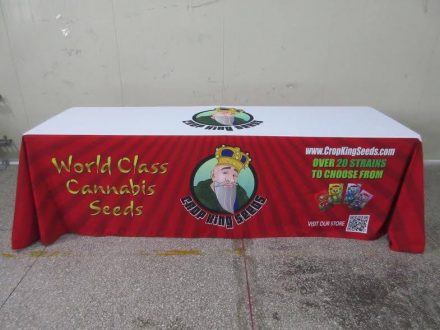 CROP King SEEDS
World Class
Cannabis
Seeds
CROP King SEEDS
www.CropKingSeeds.com
OVER 20 STRAINS
TO CHOOSE FROM
VISIT OUR STORE